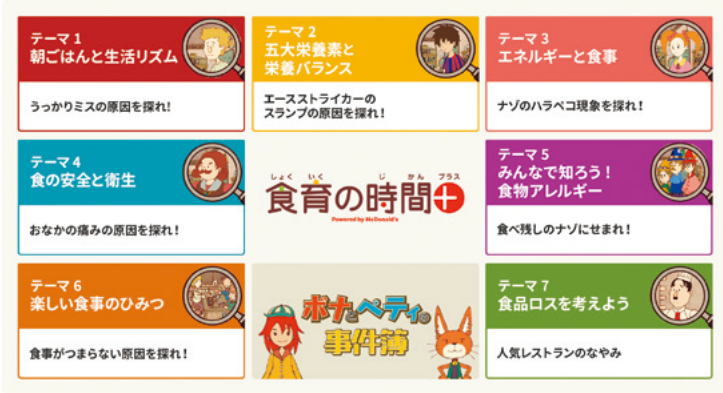 テーマ 1
朝ごはんと生活リズム
うっかりミスの原因を探れ!
テーマ 2
五大栄養素と
栄養バランス
エースストライカーの
スランプの原因を探れ!
テーマ 3
エネルギーと食事
ナゾのハラペコ現象を探れ!
テーマ 4
食の安全と衛生
おなかの痛みの原因を探れ!
しょく いく じ かん プラス
食育の時間+
Powered by McDonald's
テーマ 5
みんなで知ろう!
食物アレルギー
食べ残しのナゾにせまれ!
テーマ 6
楽しい食事のひみつ
食事がつまらない原因を探れ!
ボナとペティの
事件簿
テーマ 7
食品ロスを考えよう
人気レストランのなやみ